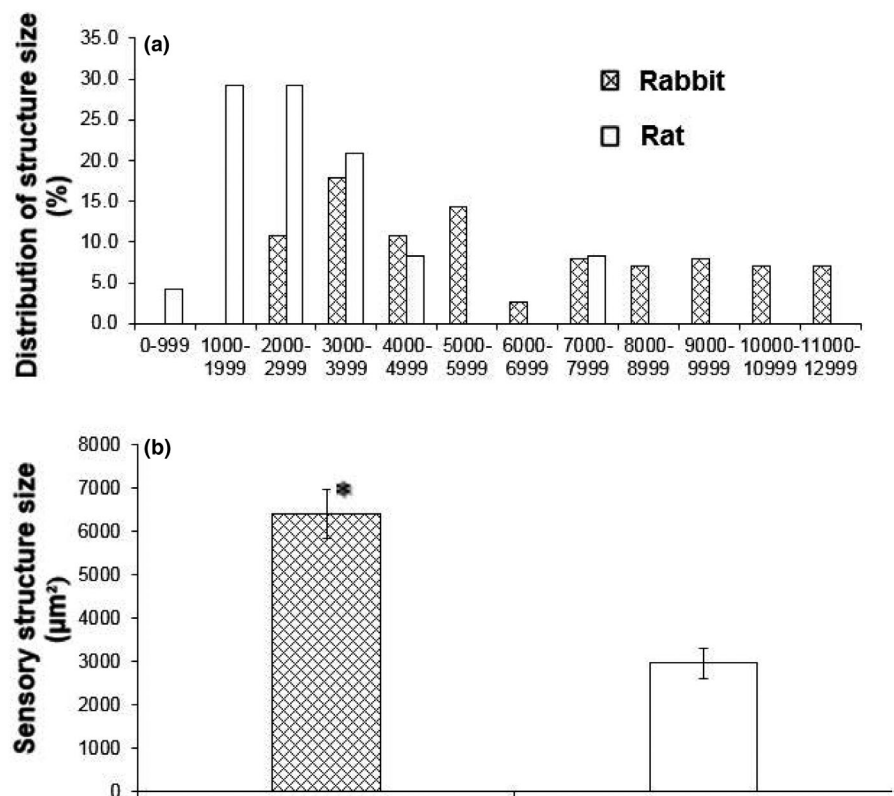 (a)
Distribution of structure size
(%)
35.0
30.0
25.0
20.0
15.0
10.0
5.0
0.0
Rabbit
Rat
0-999 1000- 2000- 3000- 4000- 5000- 6000- 7000- 8000- 9000- 10000- 11000-
1999 2999 3999 4999 5999 6999 7999 8999 9999 10999 12999
(b)
Sensory structure size
(µm²)
8000
7000
6000
5000
4000
3000
2000
1000
0
*